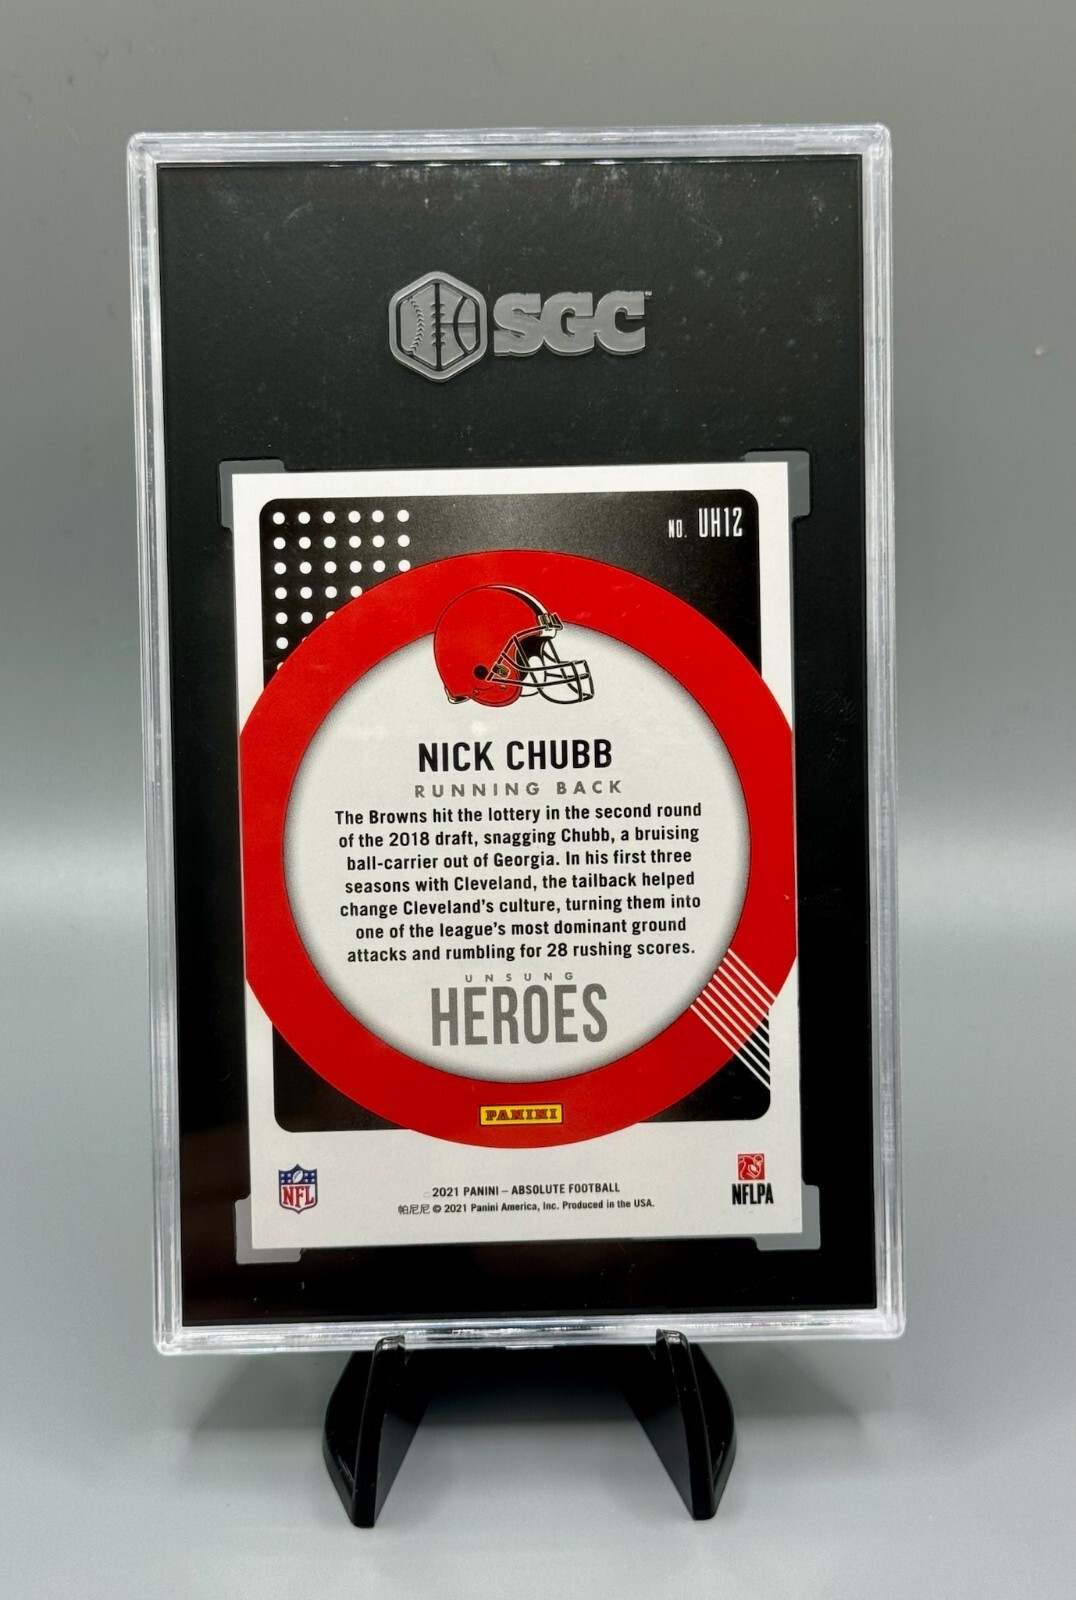 SGC™
NO. UH12
NICK CHUBB
RUNNING BACK
The Browns hit the lottery in the second round
of the 2018 draft, snagging Chubb, a bruising
ball-carrier out of Georgia. In his first three
seasons with Cleveland, the tailback helped
change Cleveland's culture, turning them into
one of the league's most dominant ground
attacks and rumbling for 28 rushing scores.
UNSUNG
HEROES
PANINI
NFL
NFLPA
2021 PANINI – ABSOLUTE FOOTBALL
帕尼尼 © 2021 Panini America, Inc. Produced in the USA.